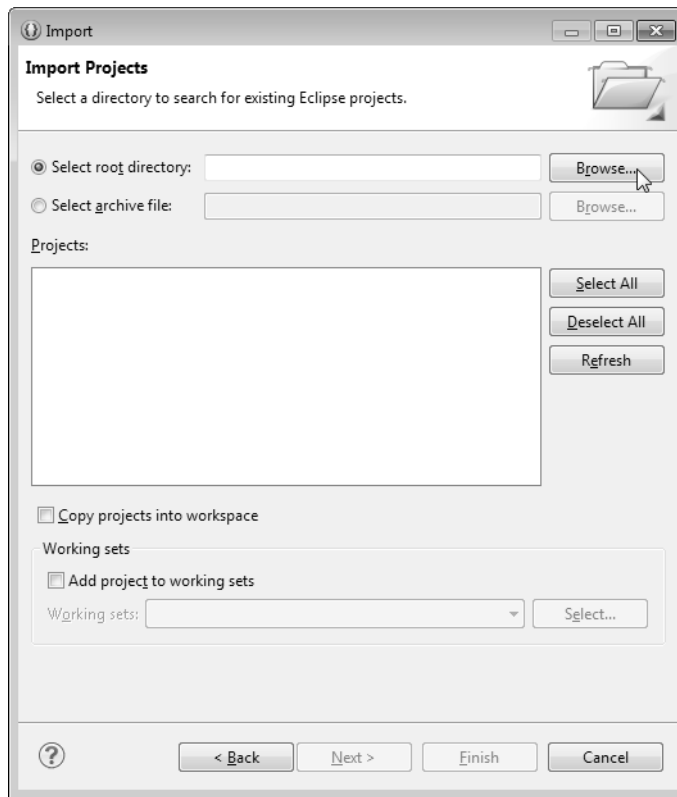 Import
Import Projects
Select a directory to search for existing Eclipse projects.
Select root directory:
Browse...
Select archive file:
Browse...
Projects:
Select All
Deselect All
Refresh
Copy projects into workspace
Working sets
Add project to working sets
Working sets:
Select...
?
< Back
Next >
Finish
Cancel